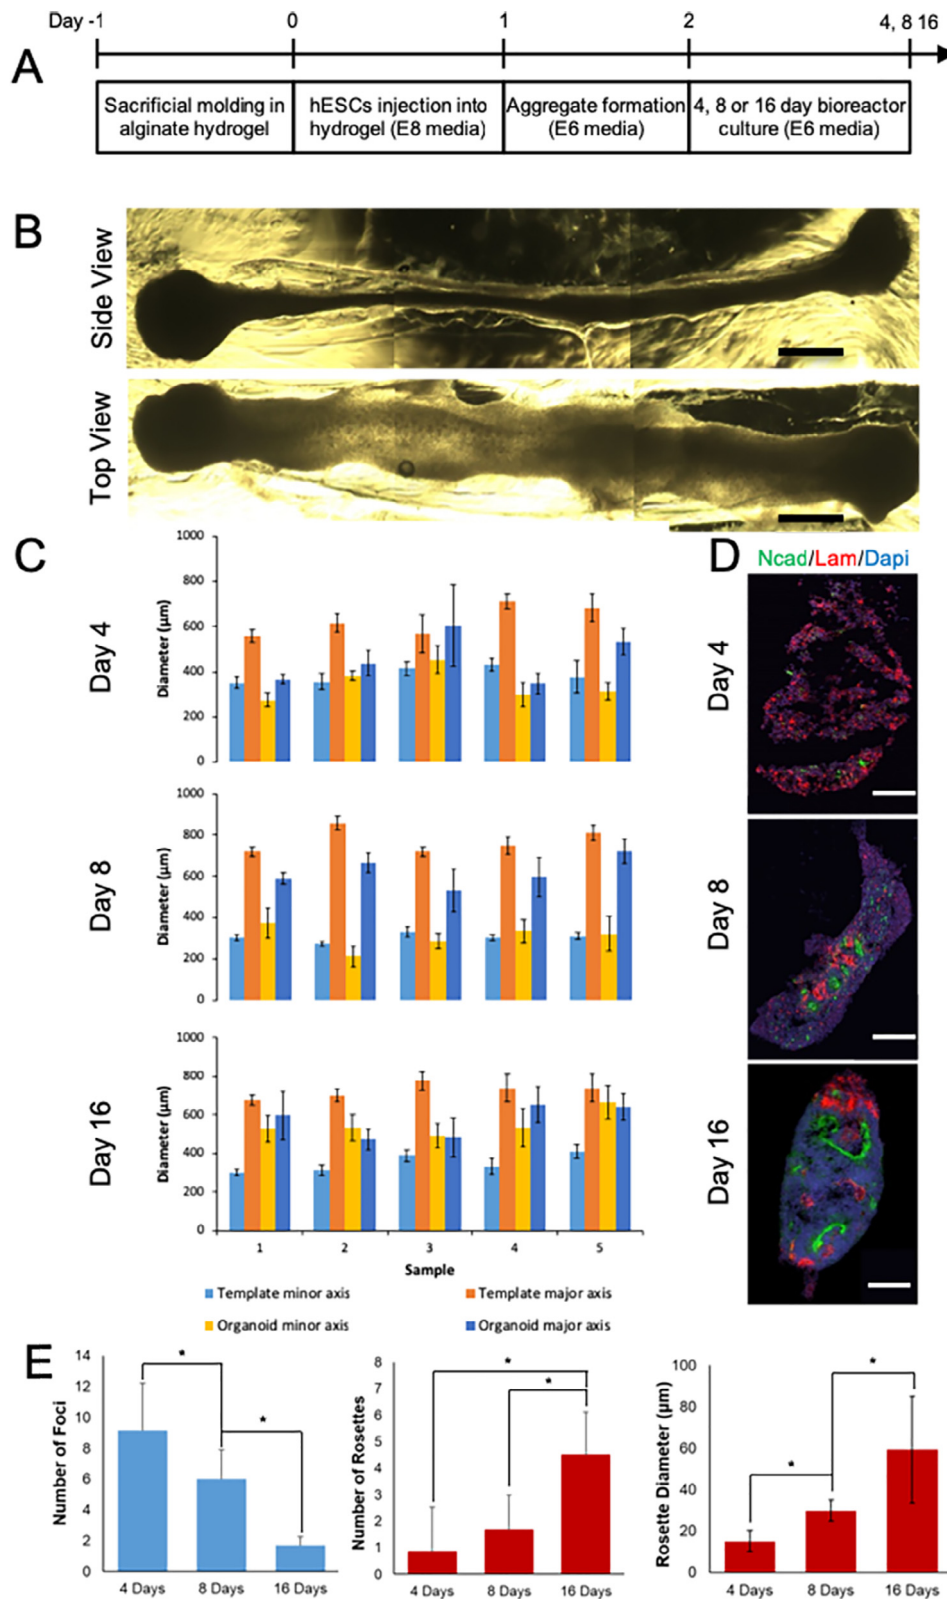 Day -1 0 1 2 4, 8 16
A
Sacrificial molding in
alginate hydrogel
hESCs injection into
hydrogel (E8 media)
Aggregate formation
(E6 media)
4, 8 or 16 day bioreactor
culture (E6 media)
B
Side View
Top View
C
Day 4
Diameter (µm)
1000
800
600
400
200
0
Day 8
Diameter (µm)
1000
800
600
400
200
0
Day 16
Diameter (µm)
1000
800
600
400
200
0
1 2 3 4 5
Sample
Template minor axis
Template major axis
Organoid minor axis
Organoid major axis
D
Ncad/Lam/Dapi
Day 4
Day 8
Day 16
E
Number of Foci
14
12
10
8
6
4
2
0
* *
4 Days 8 Days 16 Days
Number of Rosettes
8
7
6
5
4
3
2
1
0
* *
4 Days 8 Days 16 Days
Rosette Diameter (µm)
100
80
60
40
20
0
* *
4 Days 8 Days 16 Days